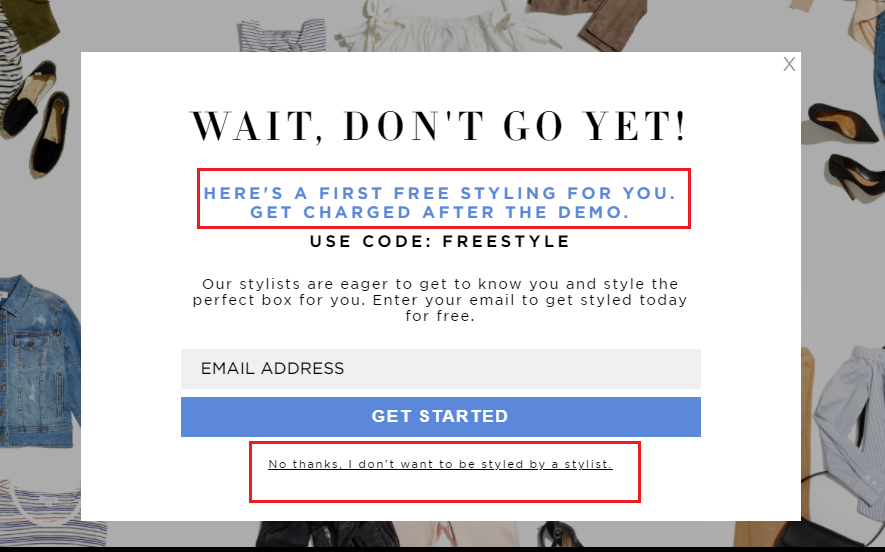 X
WAIT, DON'T GO YET!
HERE'S A FIRST FREE STYLING FOR YOU.
GET CHARGED AFTER THE DEMO.
USE CODE: FREESTYLE
Our stylists are eager to get to know you and style the
perfect box for you. Enter your email to get styled today
for free.
EMAIL ADDRESS
GET STARTED
No thanks, I don't want to be styled by a stylist.